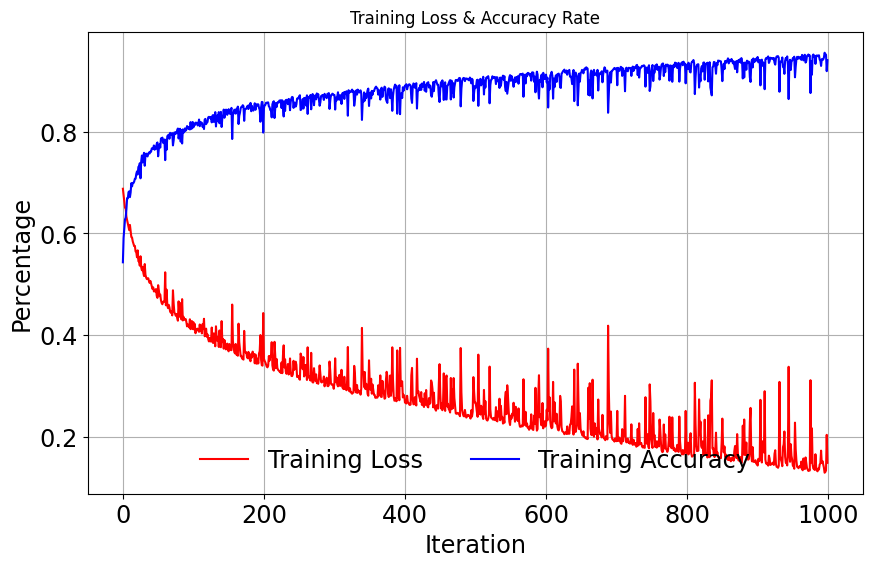 Training Loss & Accuracy Rate
Percentage
0.8
0.6
0.4
0.2
Training Loss
Training Accuracy
0
200
400
600
800
1000
Iteration